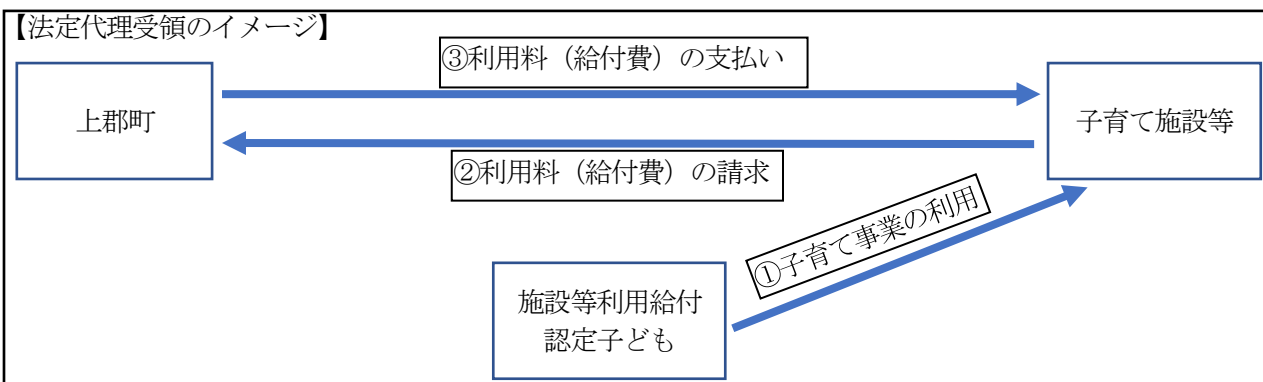 【法定代理受領のイメージ】
③利用料（給付費）の支払い
上郡町
子育て施設等
②利用料（給付費）の請求
①子育て事業の利用
施設等利用給付
認定子ども